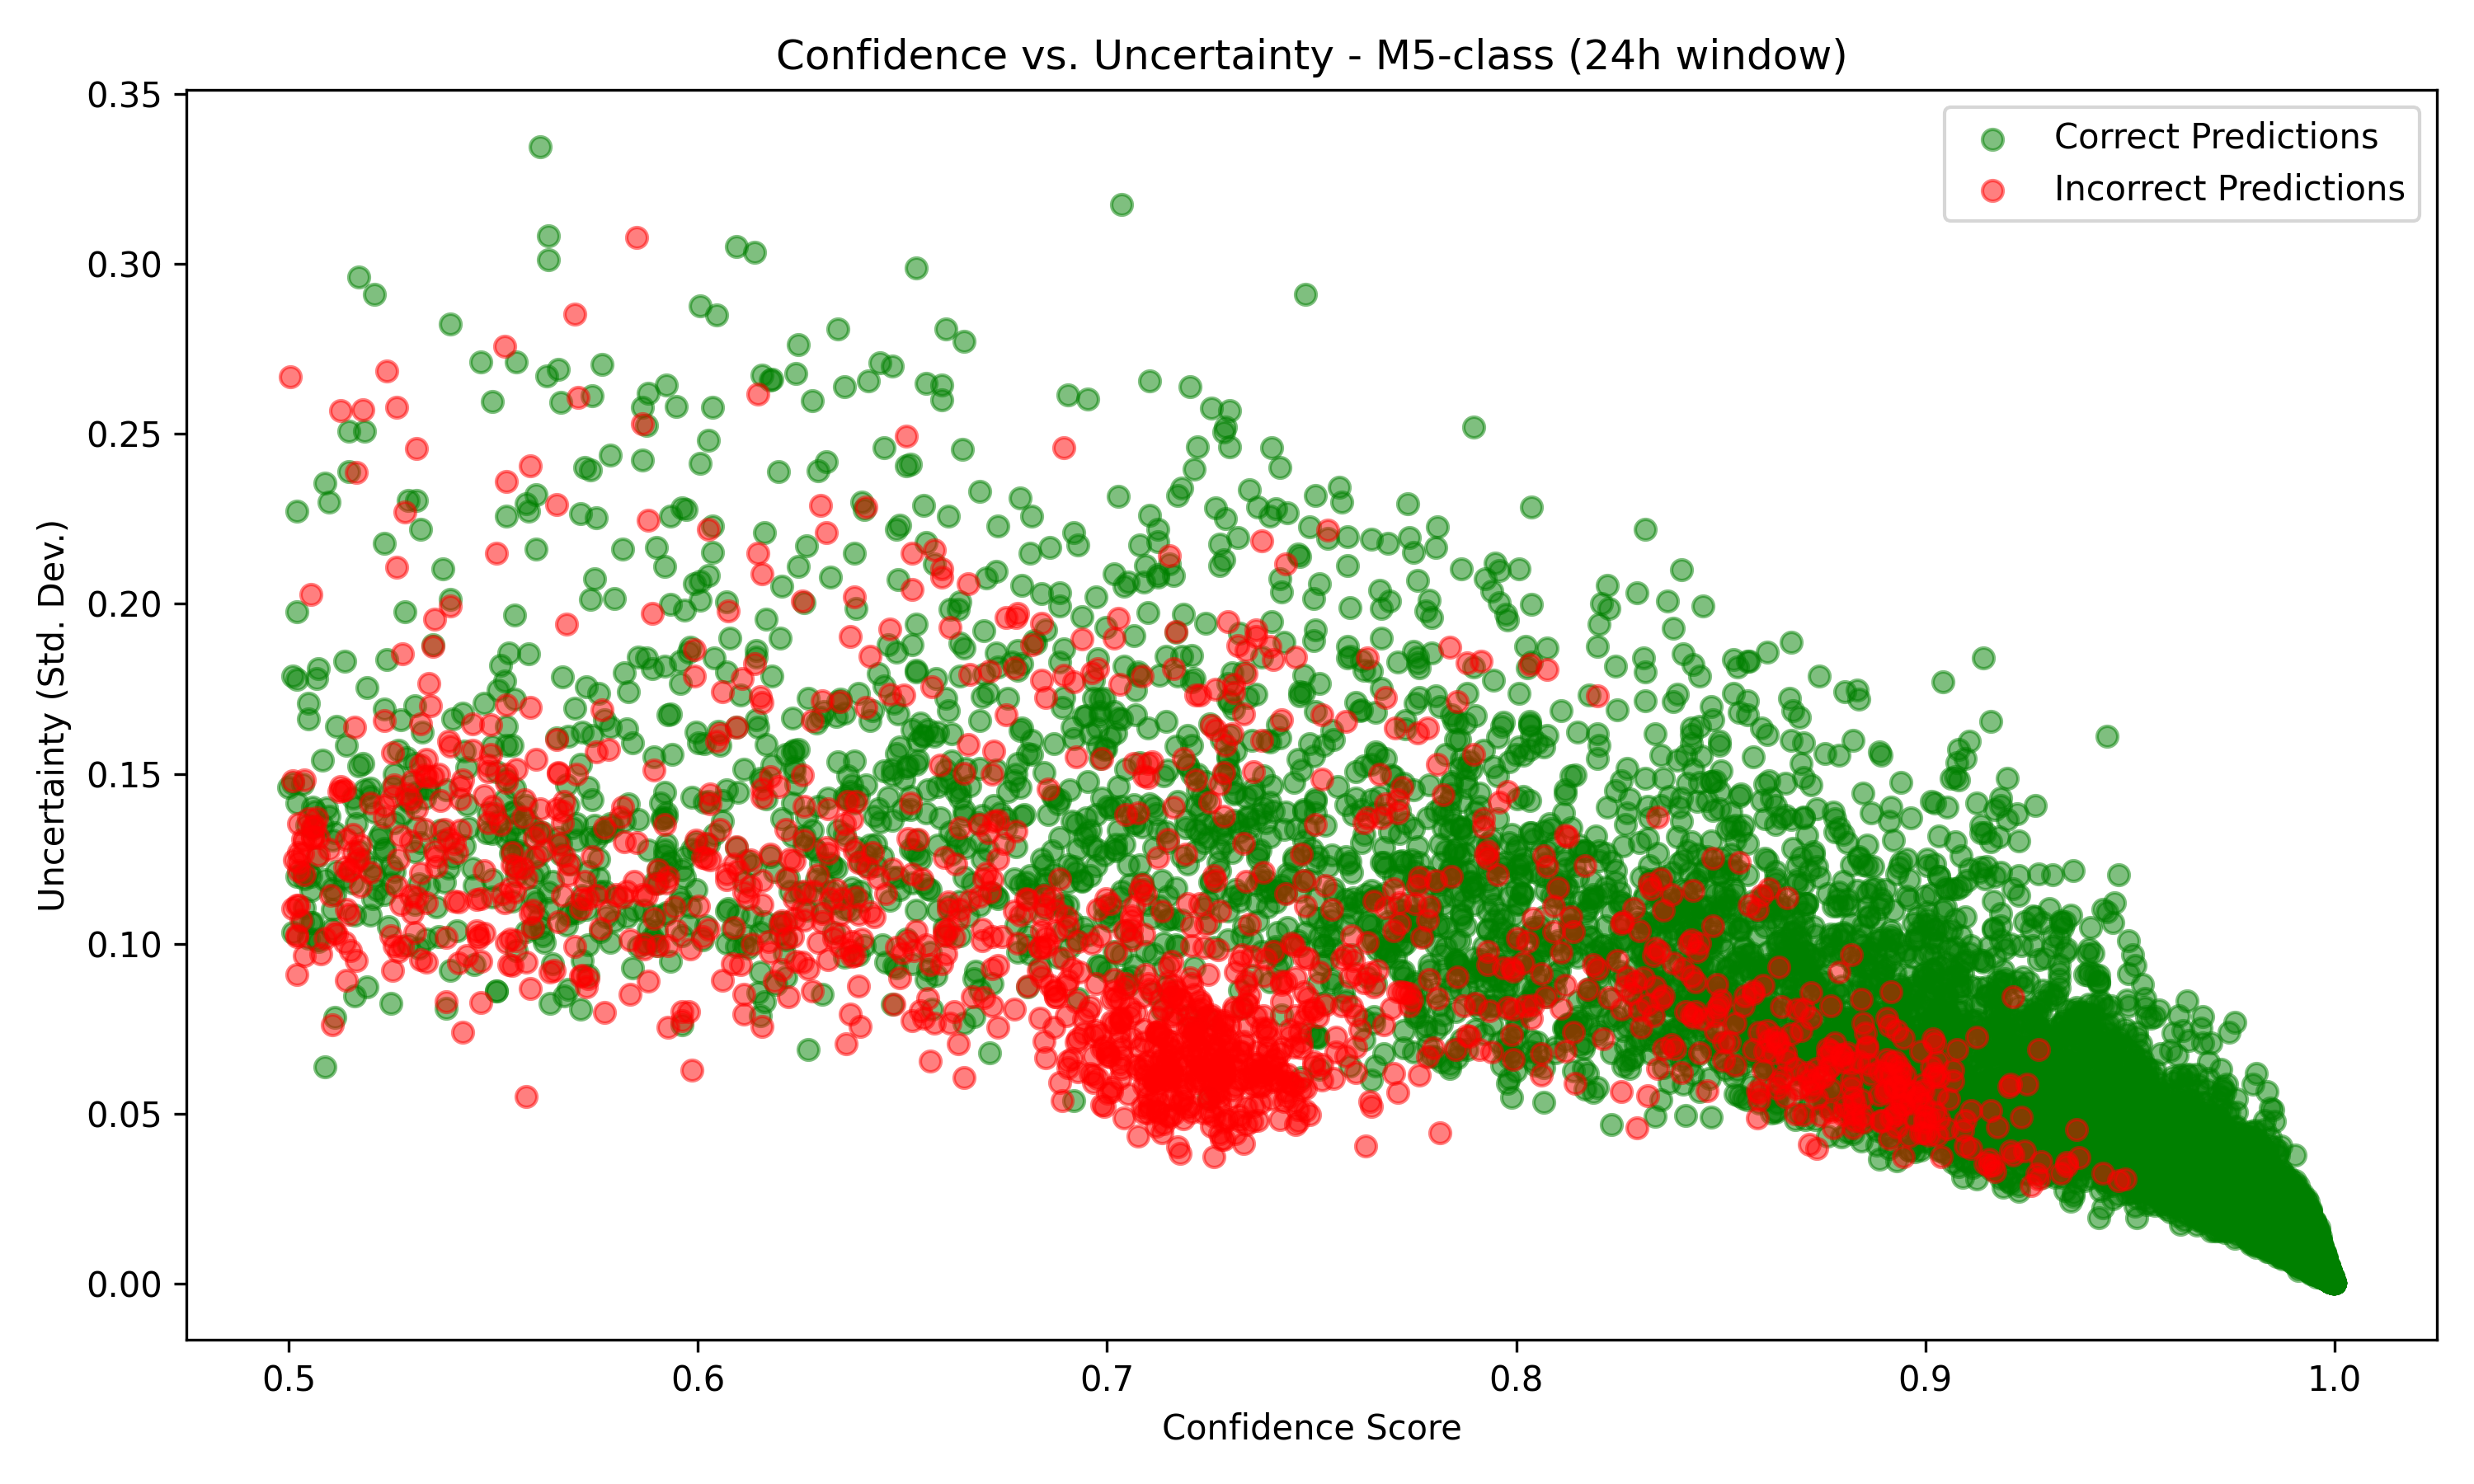 Confidence vs. Uncertainty - M5-class (24h window)
Correct Predictions
Incorrect Predictions
0.35
0.30
0.25
0.20
0.15
0.10
0.05
0.00
Uncertainty (Std. Dev.)
0.5 0.6 0.7 0.8 0.9 1.0
Confidence Score